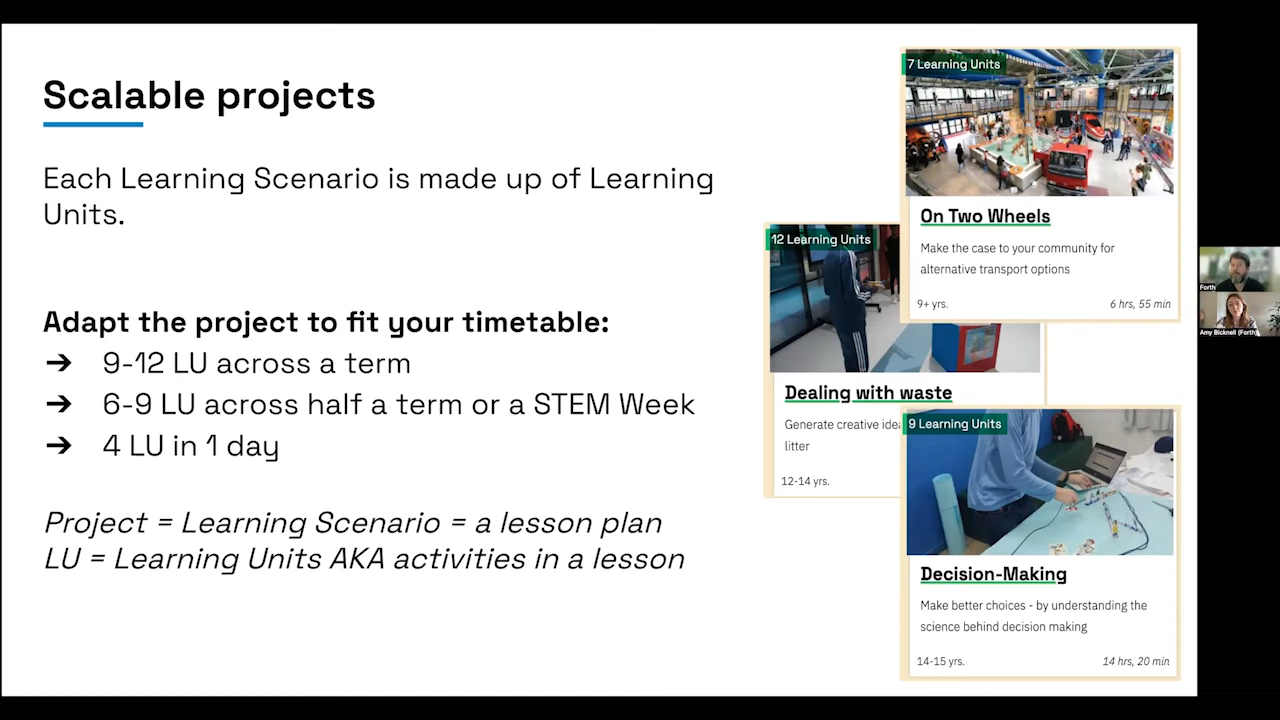 Scalable projects
Each Learning Scenario is made up of Learning
Units.
Adapt the project to fit your timetable:
➔ 9-12 LU across a term
➔ 6-9 LU across half a term or a STEM Week
➔ 4 LU in 1 day
Project = Learning Scenario = a lesson plan
LU = Learning Units AKA activities in a lesson
7 Learning Units
On Two Wheels
Make the case to your community for
alternative transport options
9+ yrs. 6 hrs, 55 min
12 Learning Units
Dealing with waste
Generate creative idea
litter
12-14 yrs.
9 Learning Units
Decision-Making
Make better choices - by understanding the
science behind decision making
14-15 yrs. 14 hrs, 20 min
Forth
Amy Bicknell (Forth)